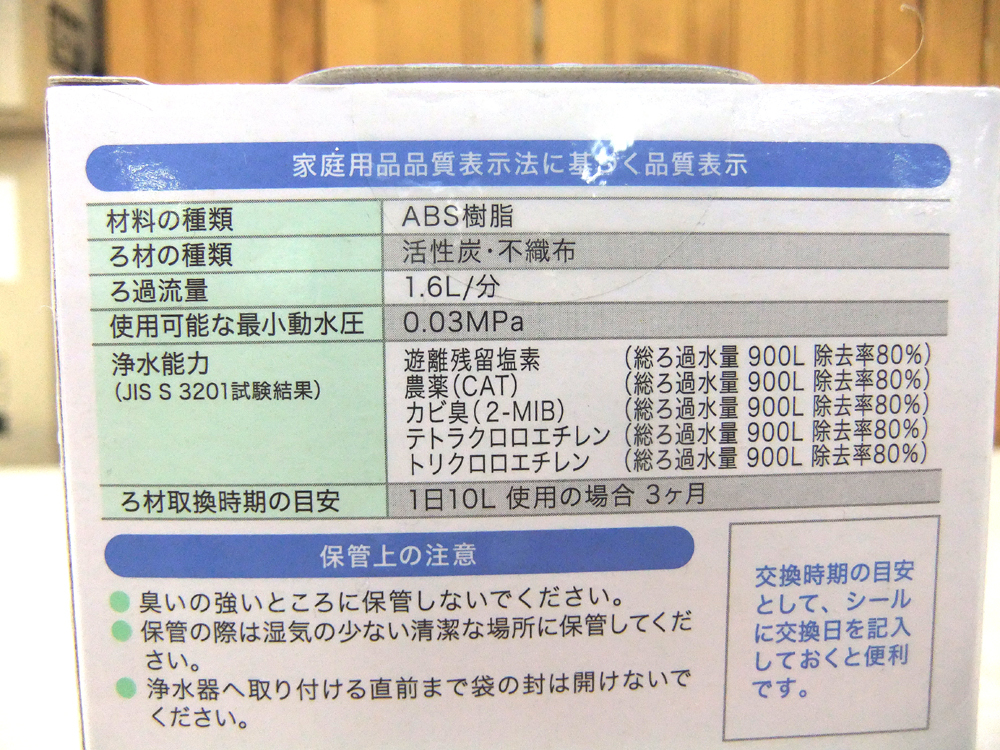 家庭用品品質表示法に基づく品質表示
材料の種類 ABS樹脂
ろ材の種類 活性炭・不織布
ろ過流量 1.6L/分
使用可能な最小動水圧 0.03MPa
浄水能力 遊離残留塩素 (総ろ過水量 900L 除去率80%)
(JIS S 3201試験結果) 農薬(CAT) (総ろ過水量 900L 除去率80%)
カビ臭(2-MIB) (総ろ過水量 900L 除去率80%)
テトラクロロエチレン (総ろ過水量 900L 除去率80%)
トリクロロエチレン (総ろ過水量 900L 除去率80%)
ろ材取換時期の目安 1日10L 使用の場合 3ヶ月
保管上の注意
●臭いの強いところに保管しないでください。
●保管の際は湿気の少ない清潔な場所に保管してくだ
さい。
●浄水器へ取り付ける直前まで袋の封は開けないで
ください。
交換時期の目安
として、シール
に交換日を記入
しておくと便利
です。